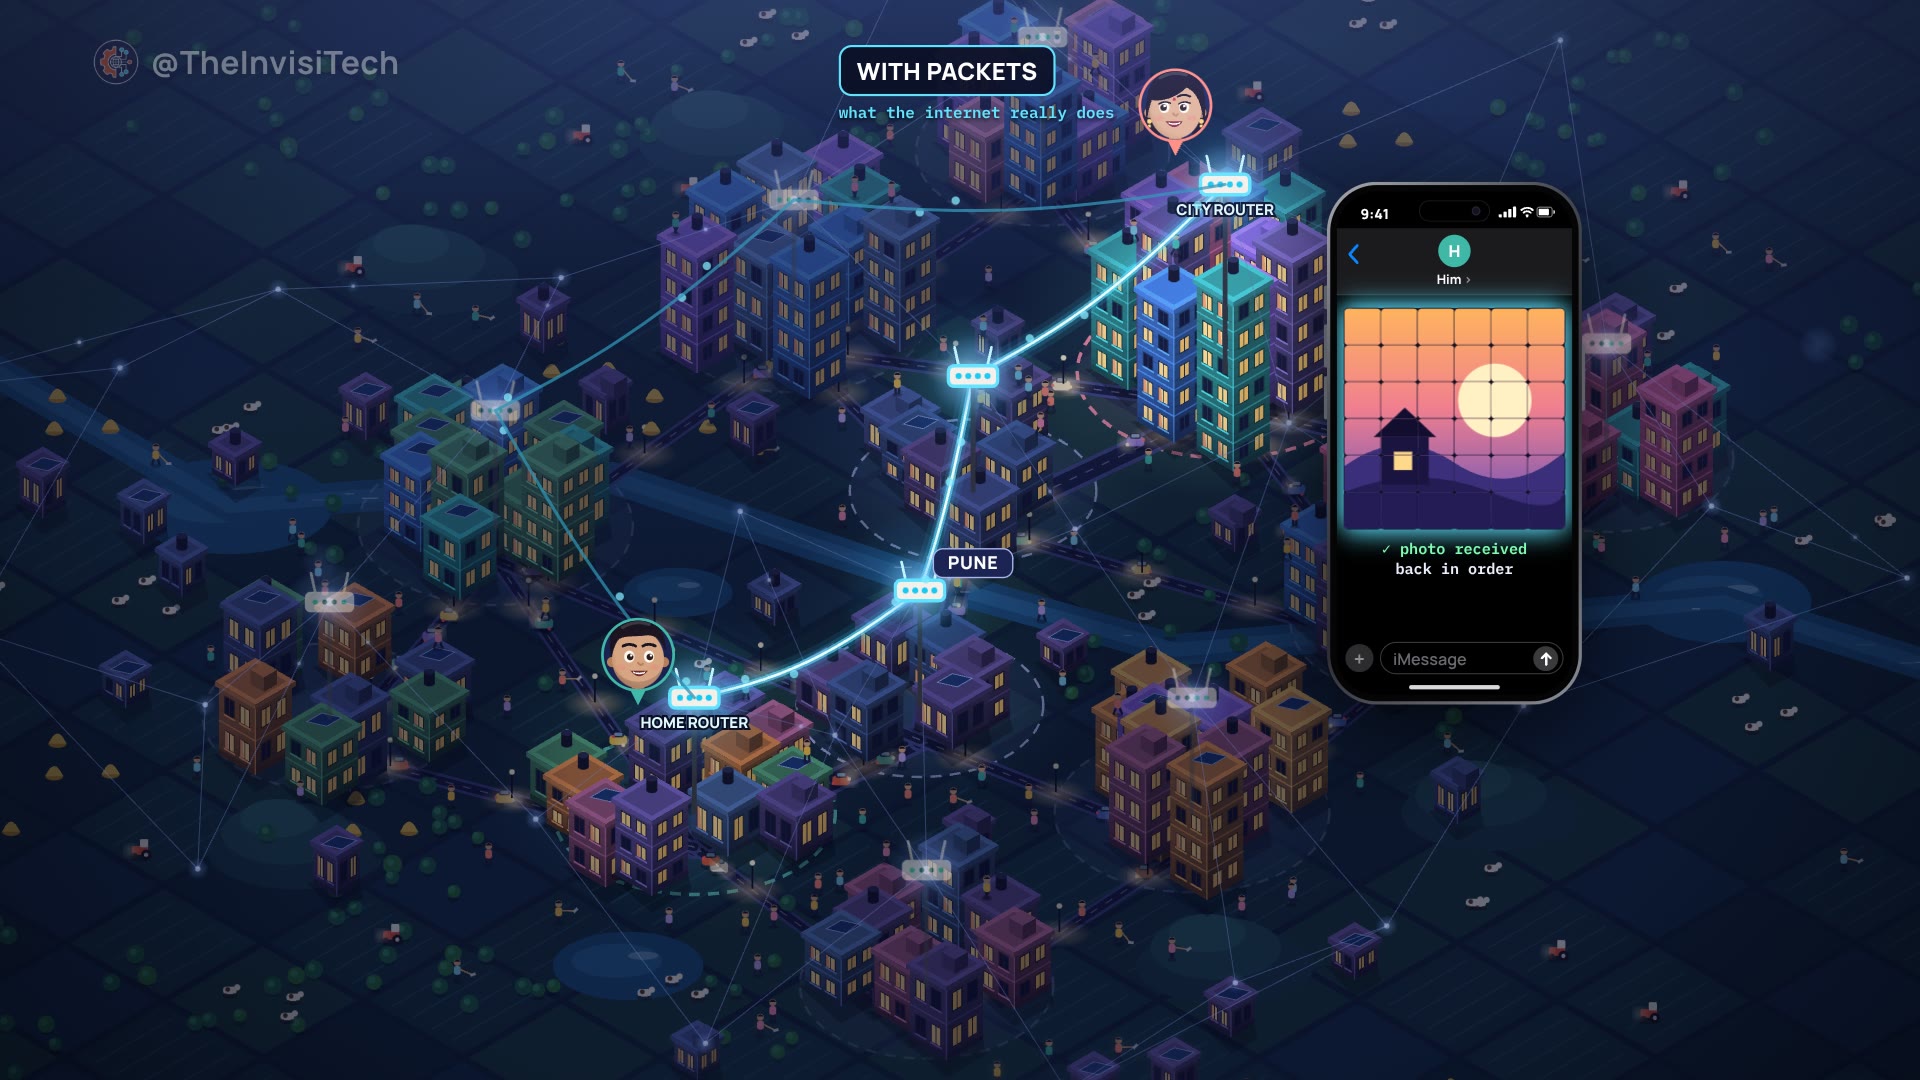 @TheInvisiTech
WITH PACKETS
what the internet really does
CITY ROUTER
9:41
H
Him ›
PUNE
✓ photo received
back in order
HOME ROUTER
+ iMessage